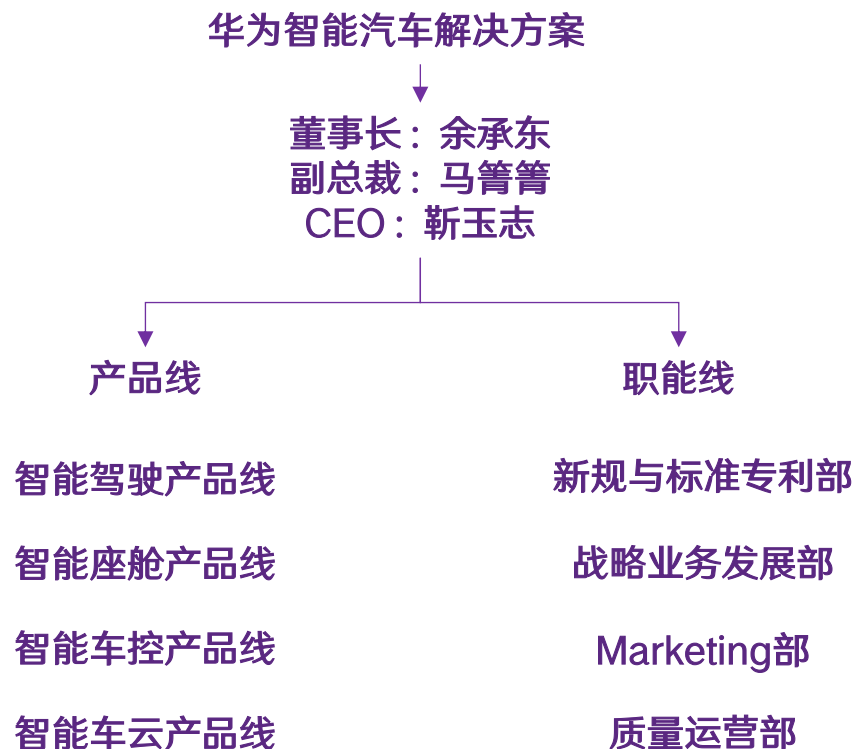 华为智能汽车解决方案
董事长：余承东
副总裁：马箐箐
CEO：靳玉志
产品线
智能驾驶产品线
智能座舱产品线
智能车控产品线
智能车云产品线
职能线
新规与标准专利部
战略业务发展部
Marketing部
质量运营部